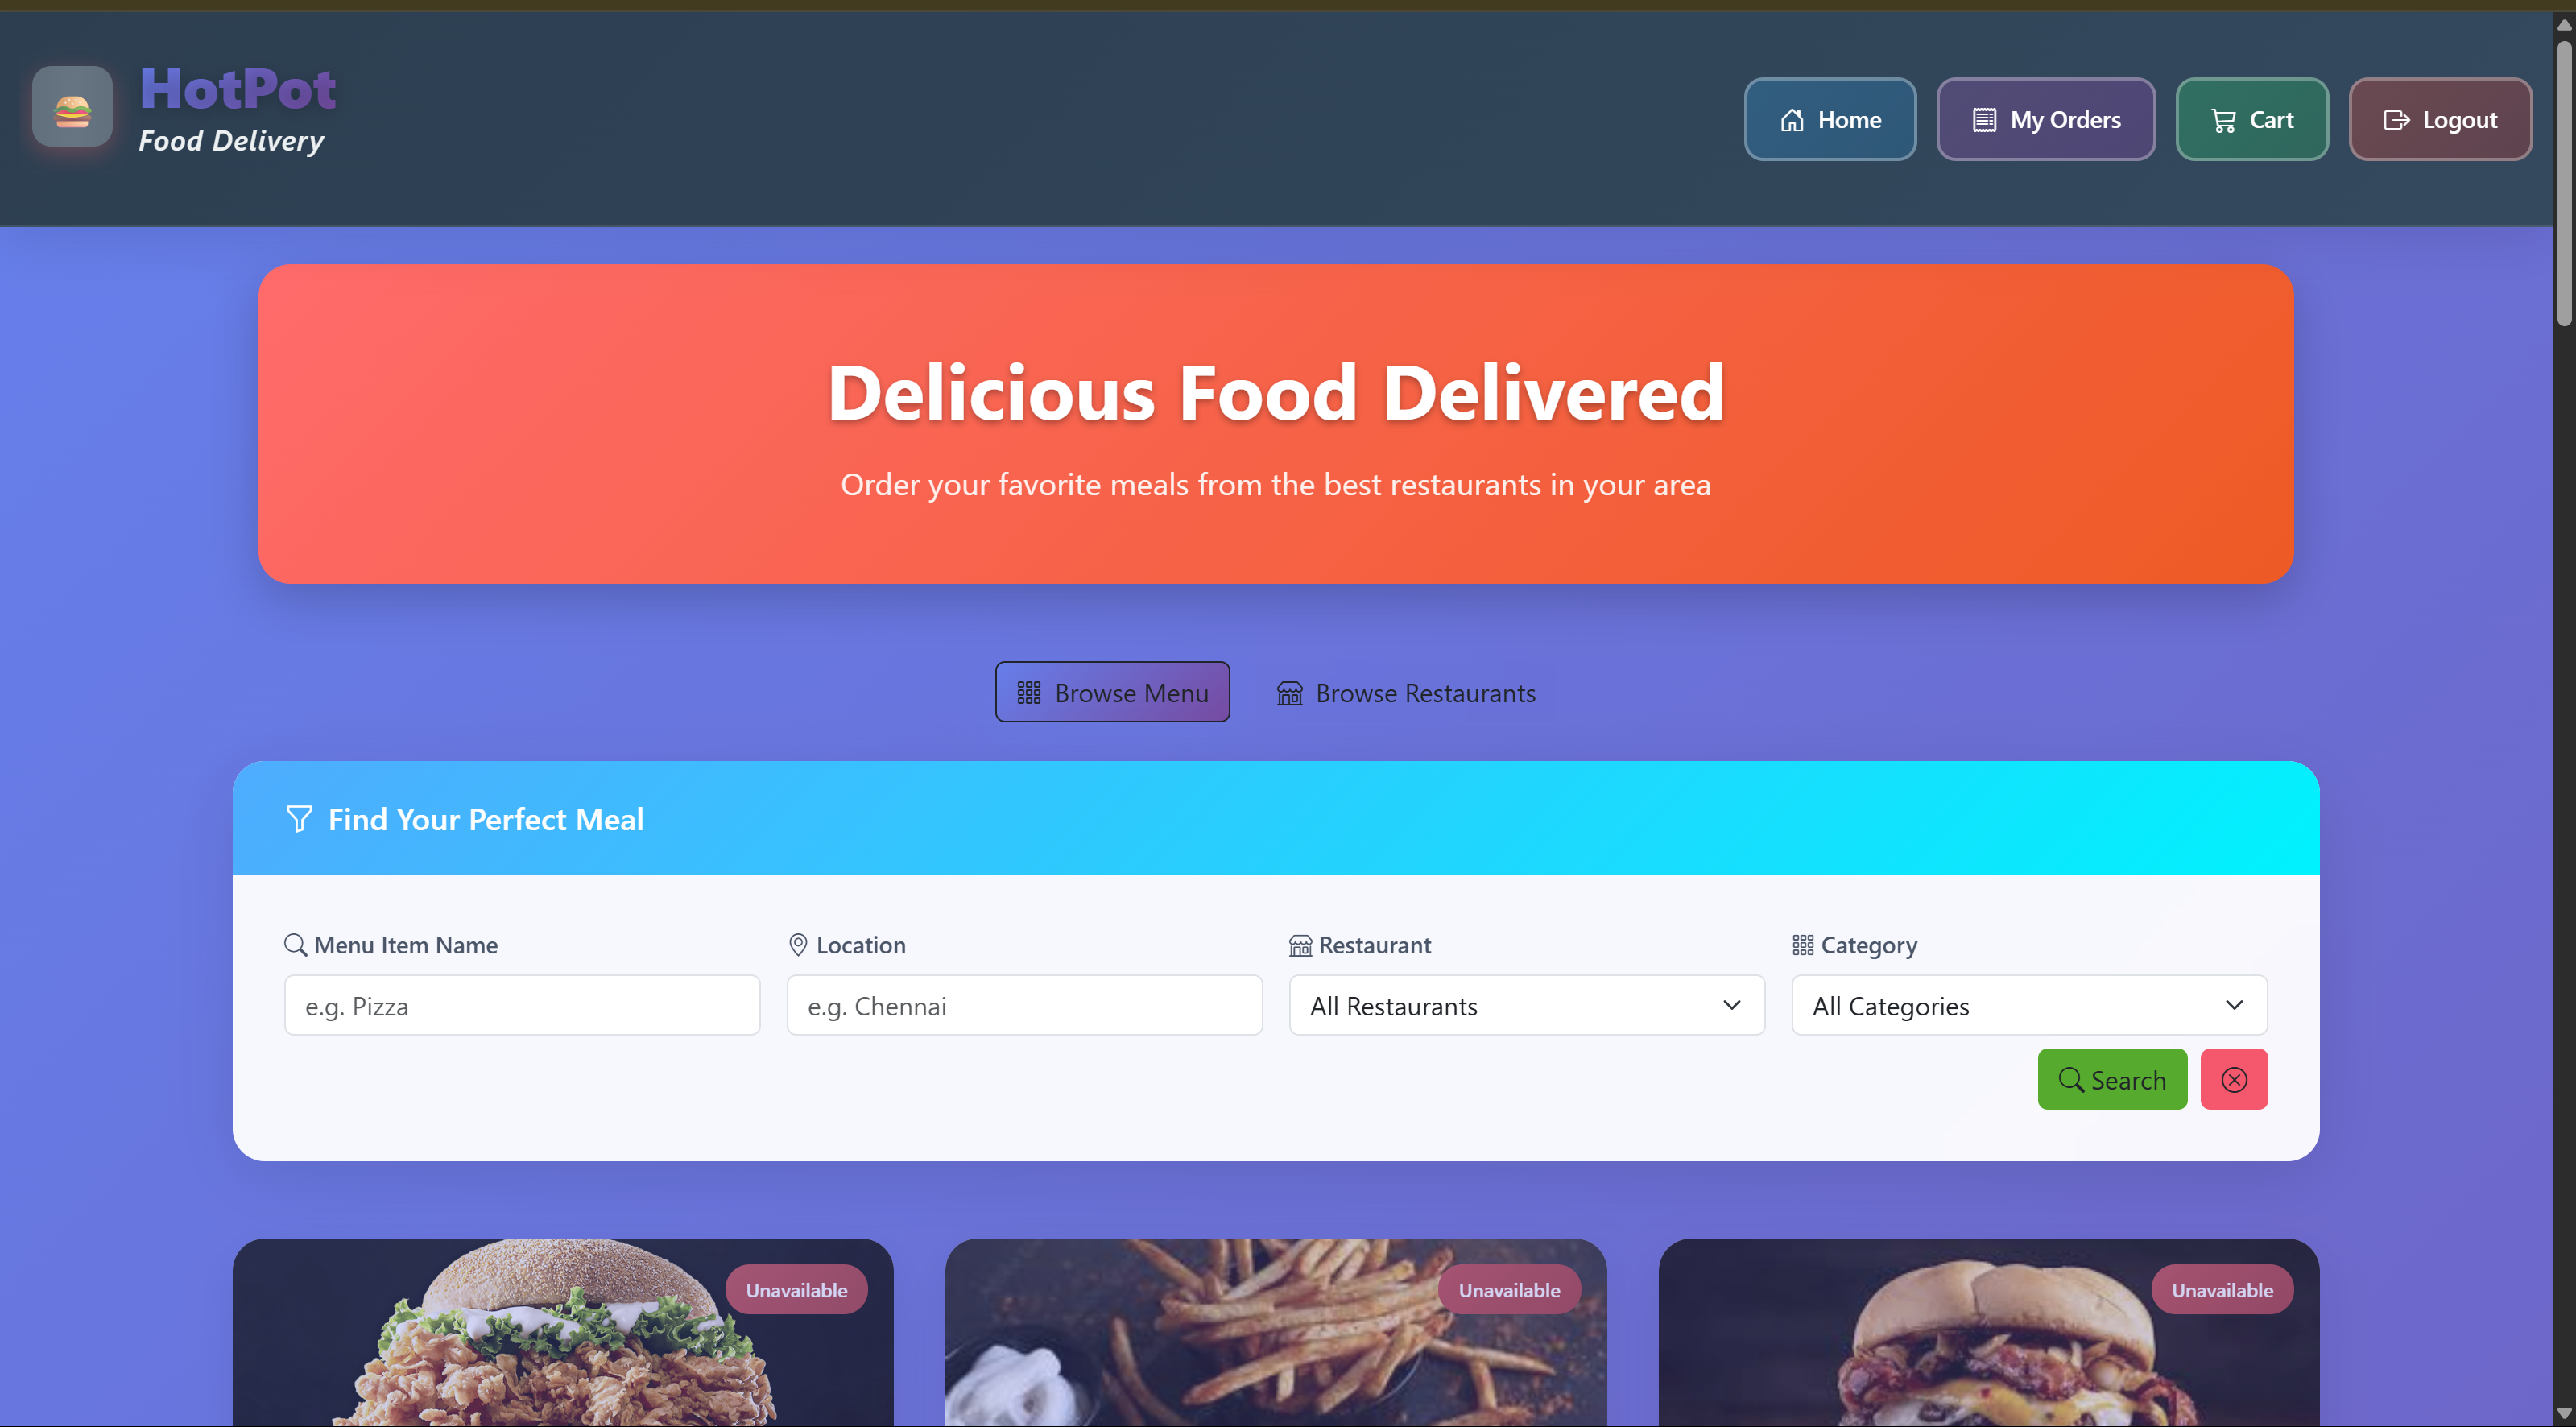 HotPot
Food Delivery
Home
My Orders
Cart
Logout
Delicious Food Delivered
Order your favorite meals from the best restaurants in your area
Browse Menu
Browse Restaurants
Find Your Perfect Meal
Menu Item Name
Location
Restaurant
Category
e.g. Pizza
e.g. Chennai
All Restaurants
All Categories
Search
Unavailable
Unavailable
Unavailable